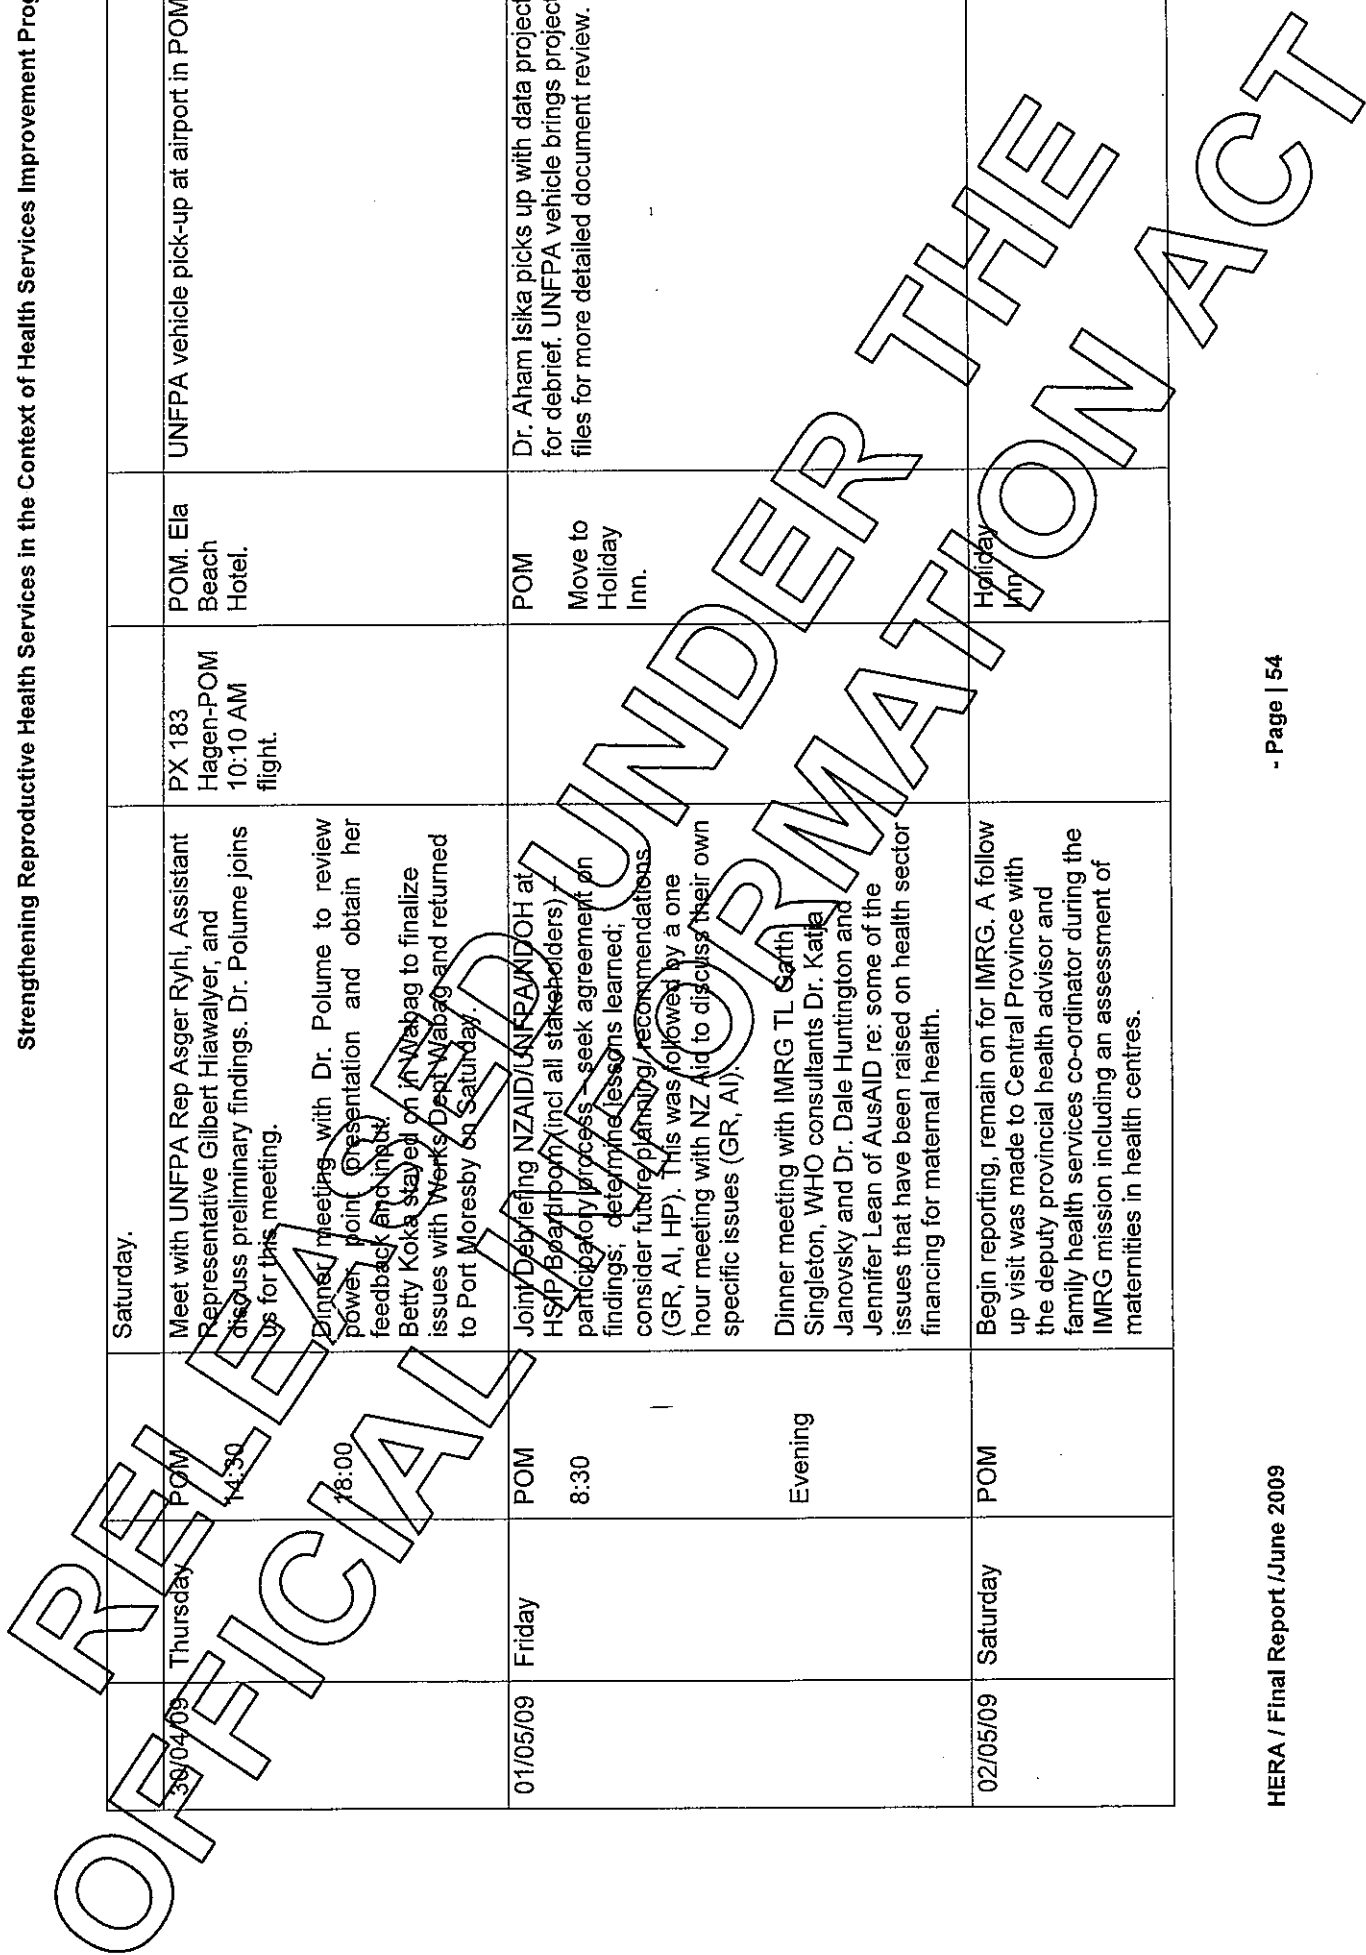 Strengthening Reproductive Health Services in the Context of Health Services Improvement
Saturday.
30/04/09
Thursday
POM
14:30
18:00
Meet with UNFPA Rep Asger Ryhl, Assistant
Representative Gilbert Hiawalyer, and
discuss preliminary findings. Dr. Polume joins
us for this meeting.
Dinner meeting with Dr. Polume to review
power point presentation and obtain her
feedback and input.
Betty Koka stayed on in Wabag to finalize
issues with Works Dept Wabag and returned
to Port Moresby on Saturday.
PX 183
Hagen-POM
10:10 AM
flight.
POM. Ela
Beach
Hotel.
UNFPA vehicle pick-up at airport in POM
01/05/09
Friday
POM
8:30
Evening
Joint Debriefing NZAID/UNFPA/NDOH at
HSIP Boardroom (incl all stakeholders) –
participatory process – seek agreement on
findings; determine lessons learned;
consider future planning/ recommendations
(GR, AI, HP). This was followed by a one
hour meeting with NZ Aid to discuss their own
specific issues (GR, AI).
Dinner meeting with IMRG TL Garth
Singleton, WHO consultants Dr. Katja
Janovsky and Dr. Dale Huntington and
Jennifer Lean of AusAID re: some of the
issues that have been raised on health sector
financing for maternal health.
POM
Move to
Holiday
Inn.
Dr. Aham Isika picks up with data
for debrief. UNFPA vehicle brings
files for more detailed document review.
02/05/09
Saturday
POM
Begin reporting, remain on for IMRG. A follow
up visit was made to Central Province with
the deputy provincial health advisor and
family health services co-ordinator during the
IMRG mission including an assessment of
maternities in health centres.
Holiday
Inn
HERA / Final Report /June 2009
- Page | 54
RELEASED UNDER THE
OFFICIAL INFORMATION ACT